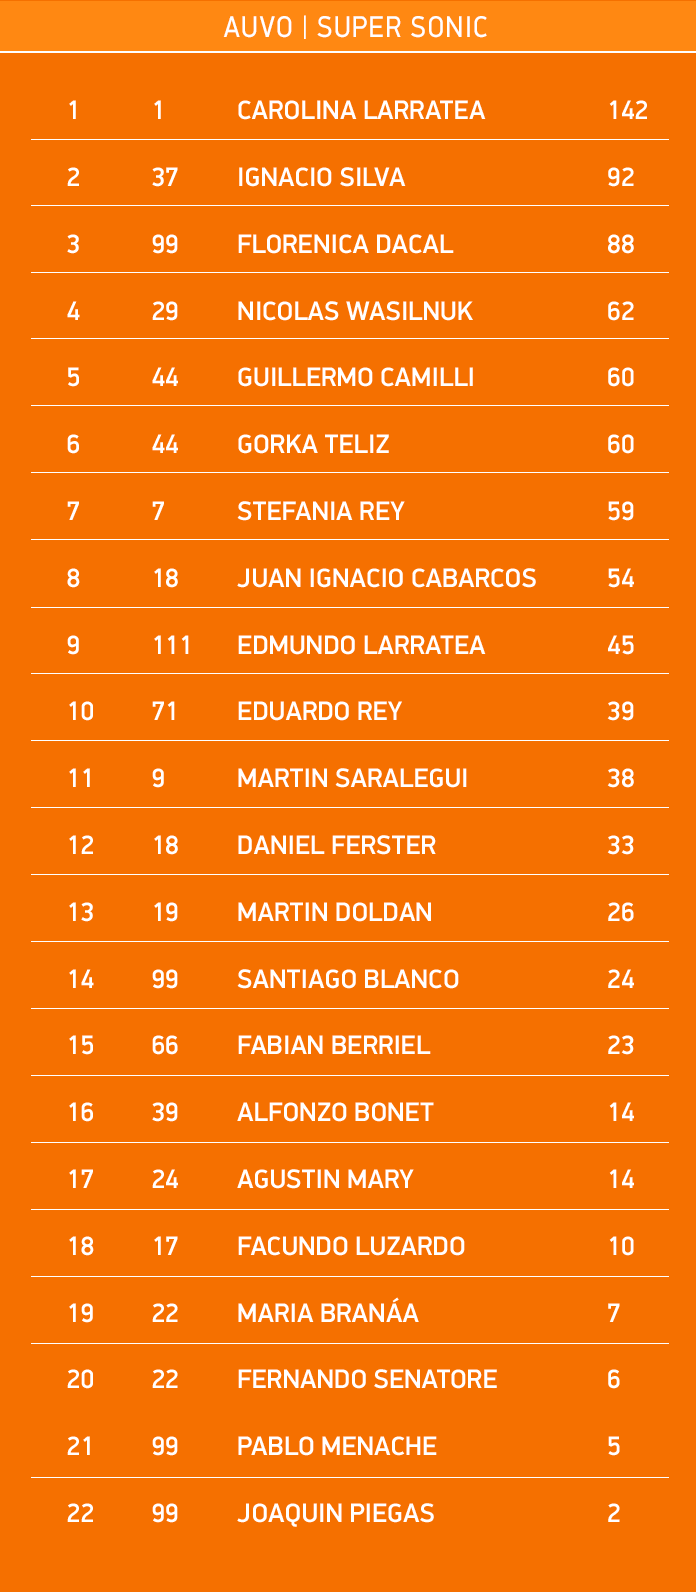 AUVO | SUPER SONIC
1 1 CAROLINA LARRATEA 142
2 37 IGNACIO SILVA 92
3 99 FLORENICA DACAL 88
4 29 NICOLAS WASILNUK 62
5 44 GUILLERMO CAMILLI 60
6 44 GORKA TELIZ 60
7 7 STEFANIA REY 59
8 18 JUAN IGNACIO CABARCOS 54
9 111 EDMUNDO LARRATEA 45
10 71 EDUARDO REY 39
11 9 MARTIN SARALEGUI 38
12 18 DANIEL FERSTER 33
13 19 MARTIN DOLDAN 26
14 99 SANTIAGO BLANCO 24
15 66 FABIAN BERRIEL 23
16 39 ALFONZO BONET 14
17 24 AGUSTIN MARY 14
18 17 FACUNDO LUZARDO 10
19 22 MARIA BRANÁA 7
20 22 FERNANDO SENATORE 6
21 99 PABLO MENACHE 5
22 99 JOAQUIN PIEGAS 2